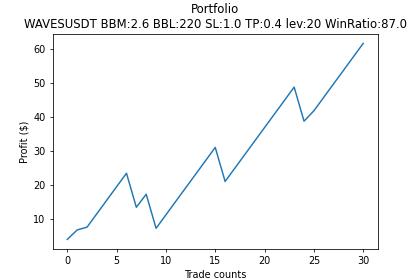 Portfolio
WAVESUSDT BBM:2.6 BBL:220 SL:1.0 TP:0.4 lev:20 WinRatio:87.0
60
50
40
30
20
10
Profit ($)
0 5 10 15 20 25 30
Trade counts